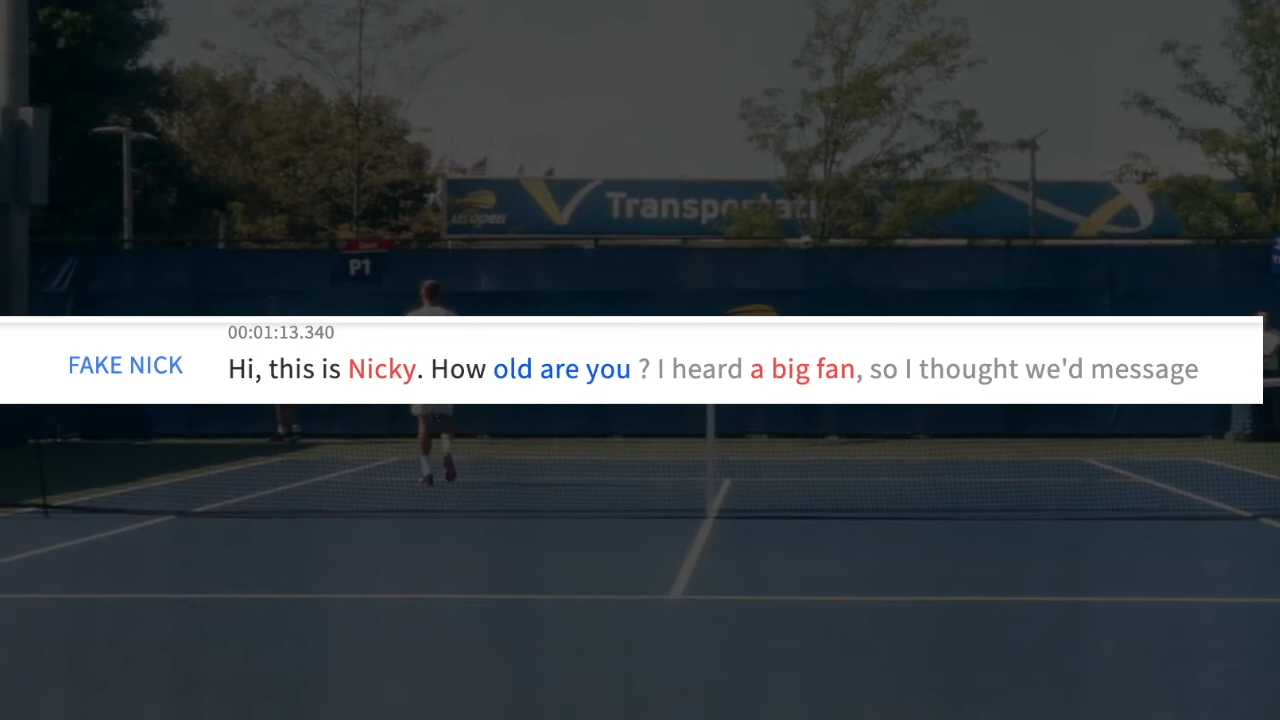 us open
Transportati
P1
00:01:13.340
FAKE NICK
Hi, this is Nicky. How old are you ? I heard a big fan, so I thought we'd message